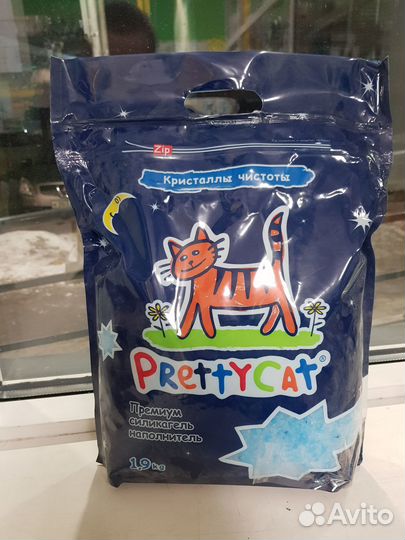 Zip
Кристаллы чистоты
PrettyCat®
Премиум
силикагель
наполнитель
1,9 kg
Avito